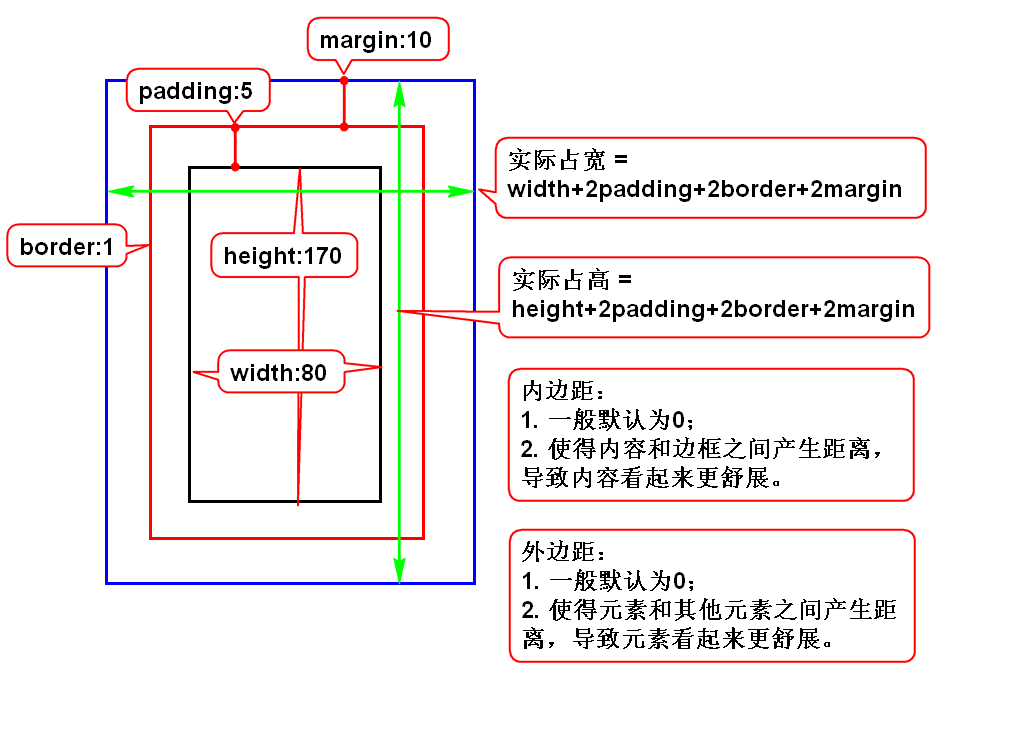 margin:10
padding:5
实际占宽 =
width+2padding+2border+2margin
border:1
height:170
实际占高 =
height+2padding+2border+2margin
width:80
内边距：
1. 一般默认为0；
2. 使得内容和边框之间产生距离，
导致内容看起来更舒展。
外边距：
1. 一般默认为0；
2. 使得元素和其他元素之间产生距
离，导致元素看起来更舒展。